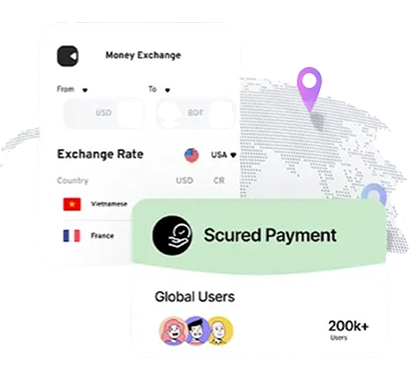 Money Exchange
From To
USD BDT
Exchange Rate USA
Country USD CR
Vietnamese
France
Scured Payment
Global Users
200k+
Users